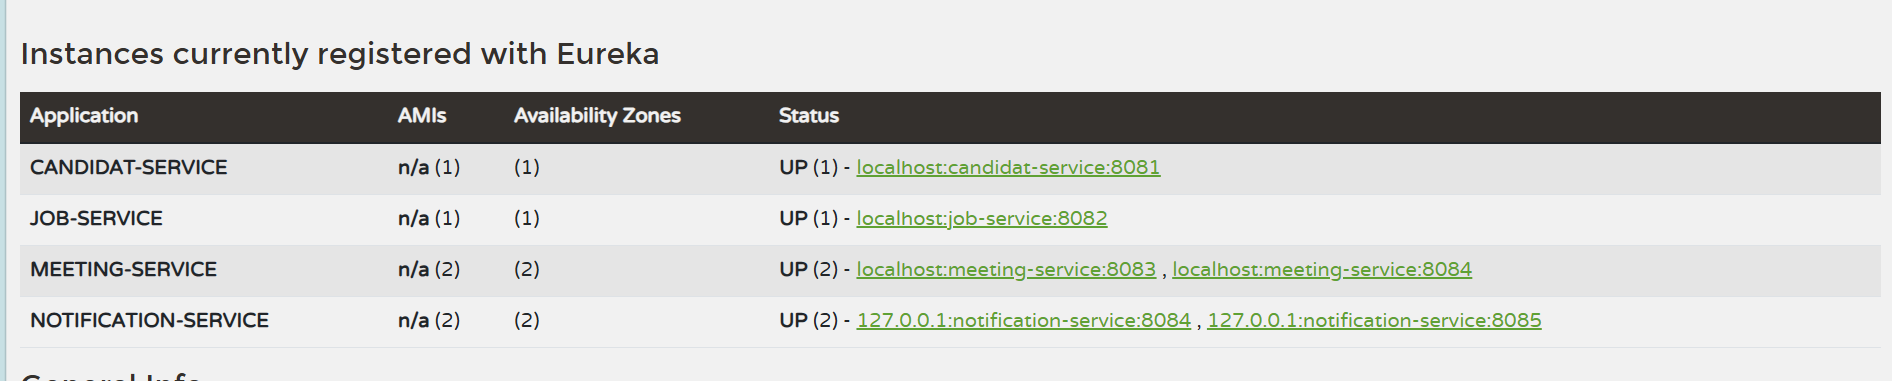 Instances currently registered with Eureka
Application AMIs Availability Zones Status
CANDIDAT-SERVICE n/a (1) (1) UP (1) - localhost:candidat-service:8081
JOB-SERVICE n/a (1) (1) UP (1) - localhost:job-service:8082
MEETING-SERVICE n/a (2) (2) UP (2) - localhost:meeting-service:8083 , localhost:meeting-service:8084
NOTIFICATION-SERVICE n/a (2) (2) UP (2) - 127.0.0.1:notification-service:8084 , 127.0.0.1:notification-service:8085
General Info